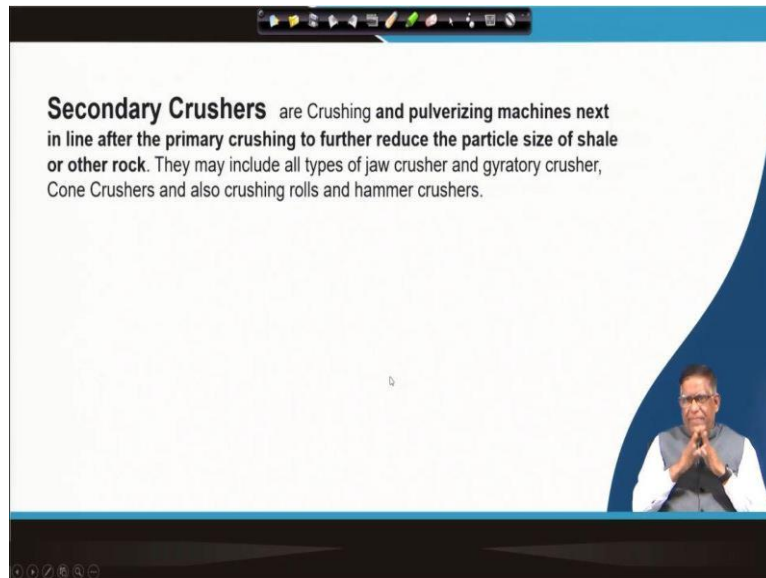 Secondary Crushers are Crushing and pulverizing machines next
in line after the primary crushing to further reduce the particle size of shale
or other rock. They may include all types of jaw crusher and gyratory crusher,
Cone Crushers and also crushing rolls and hammer crushers.